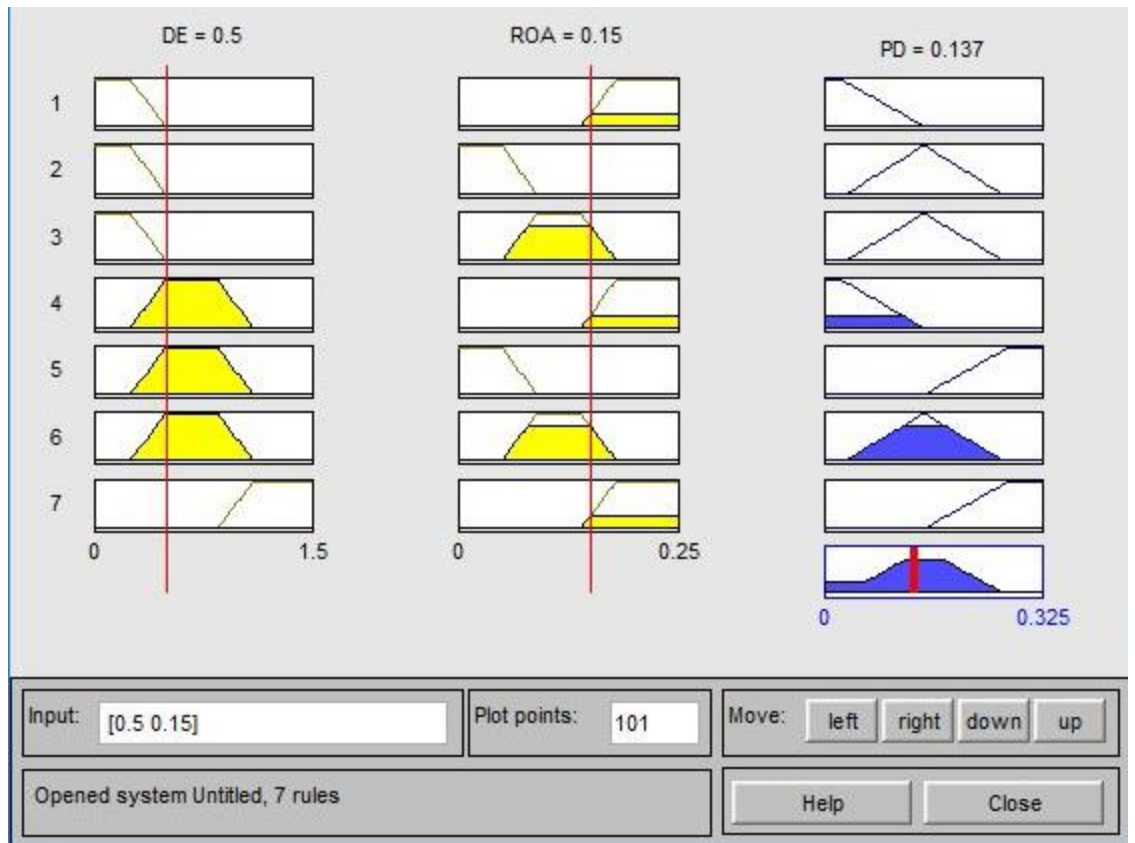 DE = 0.5 ROA = 0.15 PD = 0.137
1
2
3
4
5
6
7
0 1.5 0 0.25
0 0.325
Input: [0.5 0.15] Plot points: 101 Move: left right down up
Opened system Untitled, 7 rules Help Close